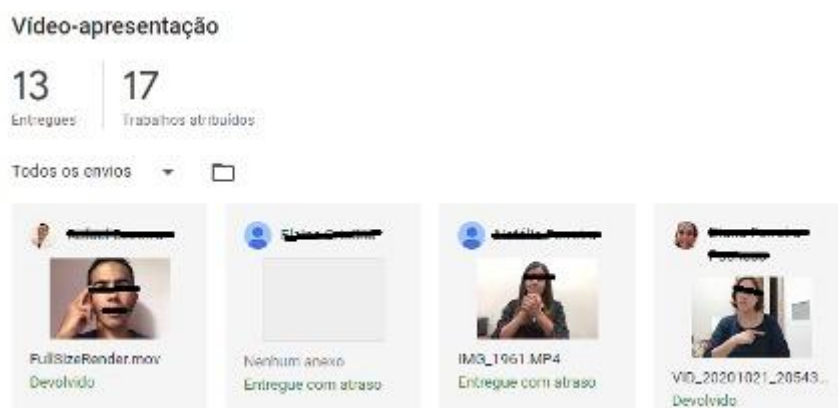 Vídeo-apresentação
13
17
Entregues
Trabalhos atribuídos
Todos os envios
FullSizeRender.mov
Devolvido
Nenhum anexo
Entregue com atraso
IMG_1961.MP4
Entregue com atraso
VID_20201021_20543...
Devolvido